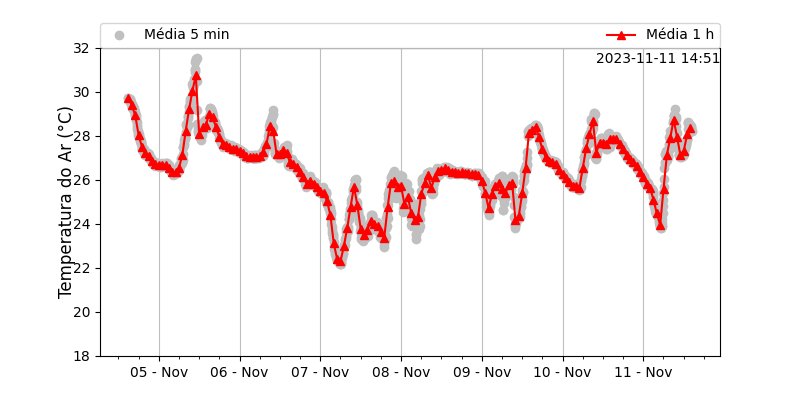 Média 5 min
Média 1 h
2023-11-11 14:51
Temperatura do Ar (°C)
32
30
28
26
24
22
20
18
05 - Nov
06 - Nov
07 - Nov
08 - Nov
09 - Nov
10 - Nov
11 - Nov